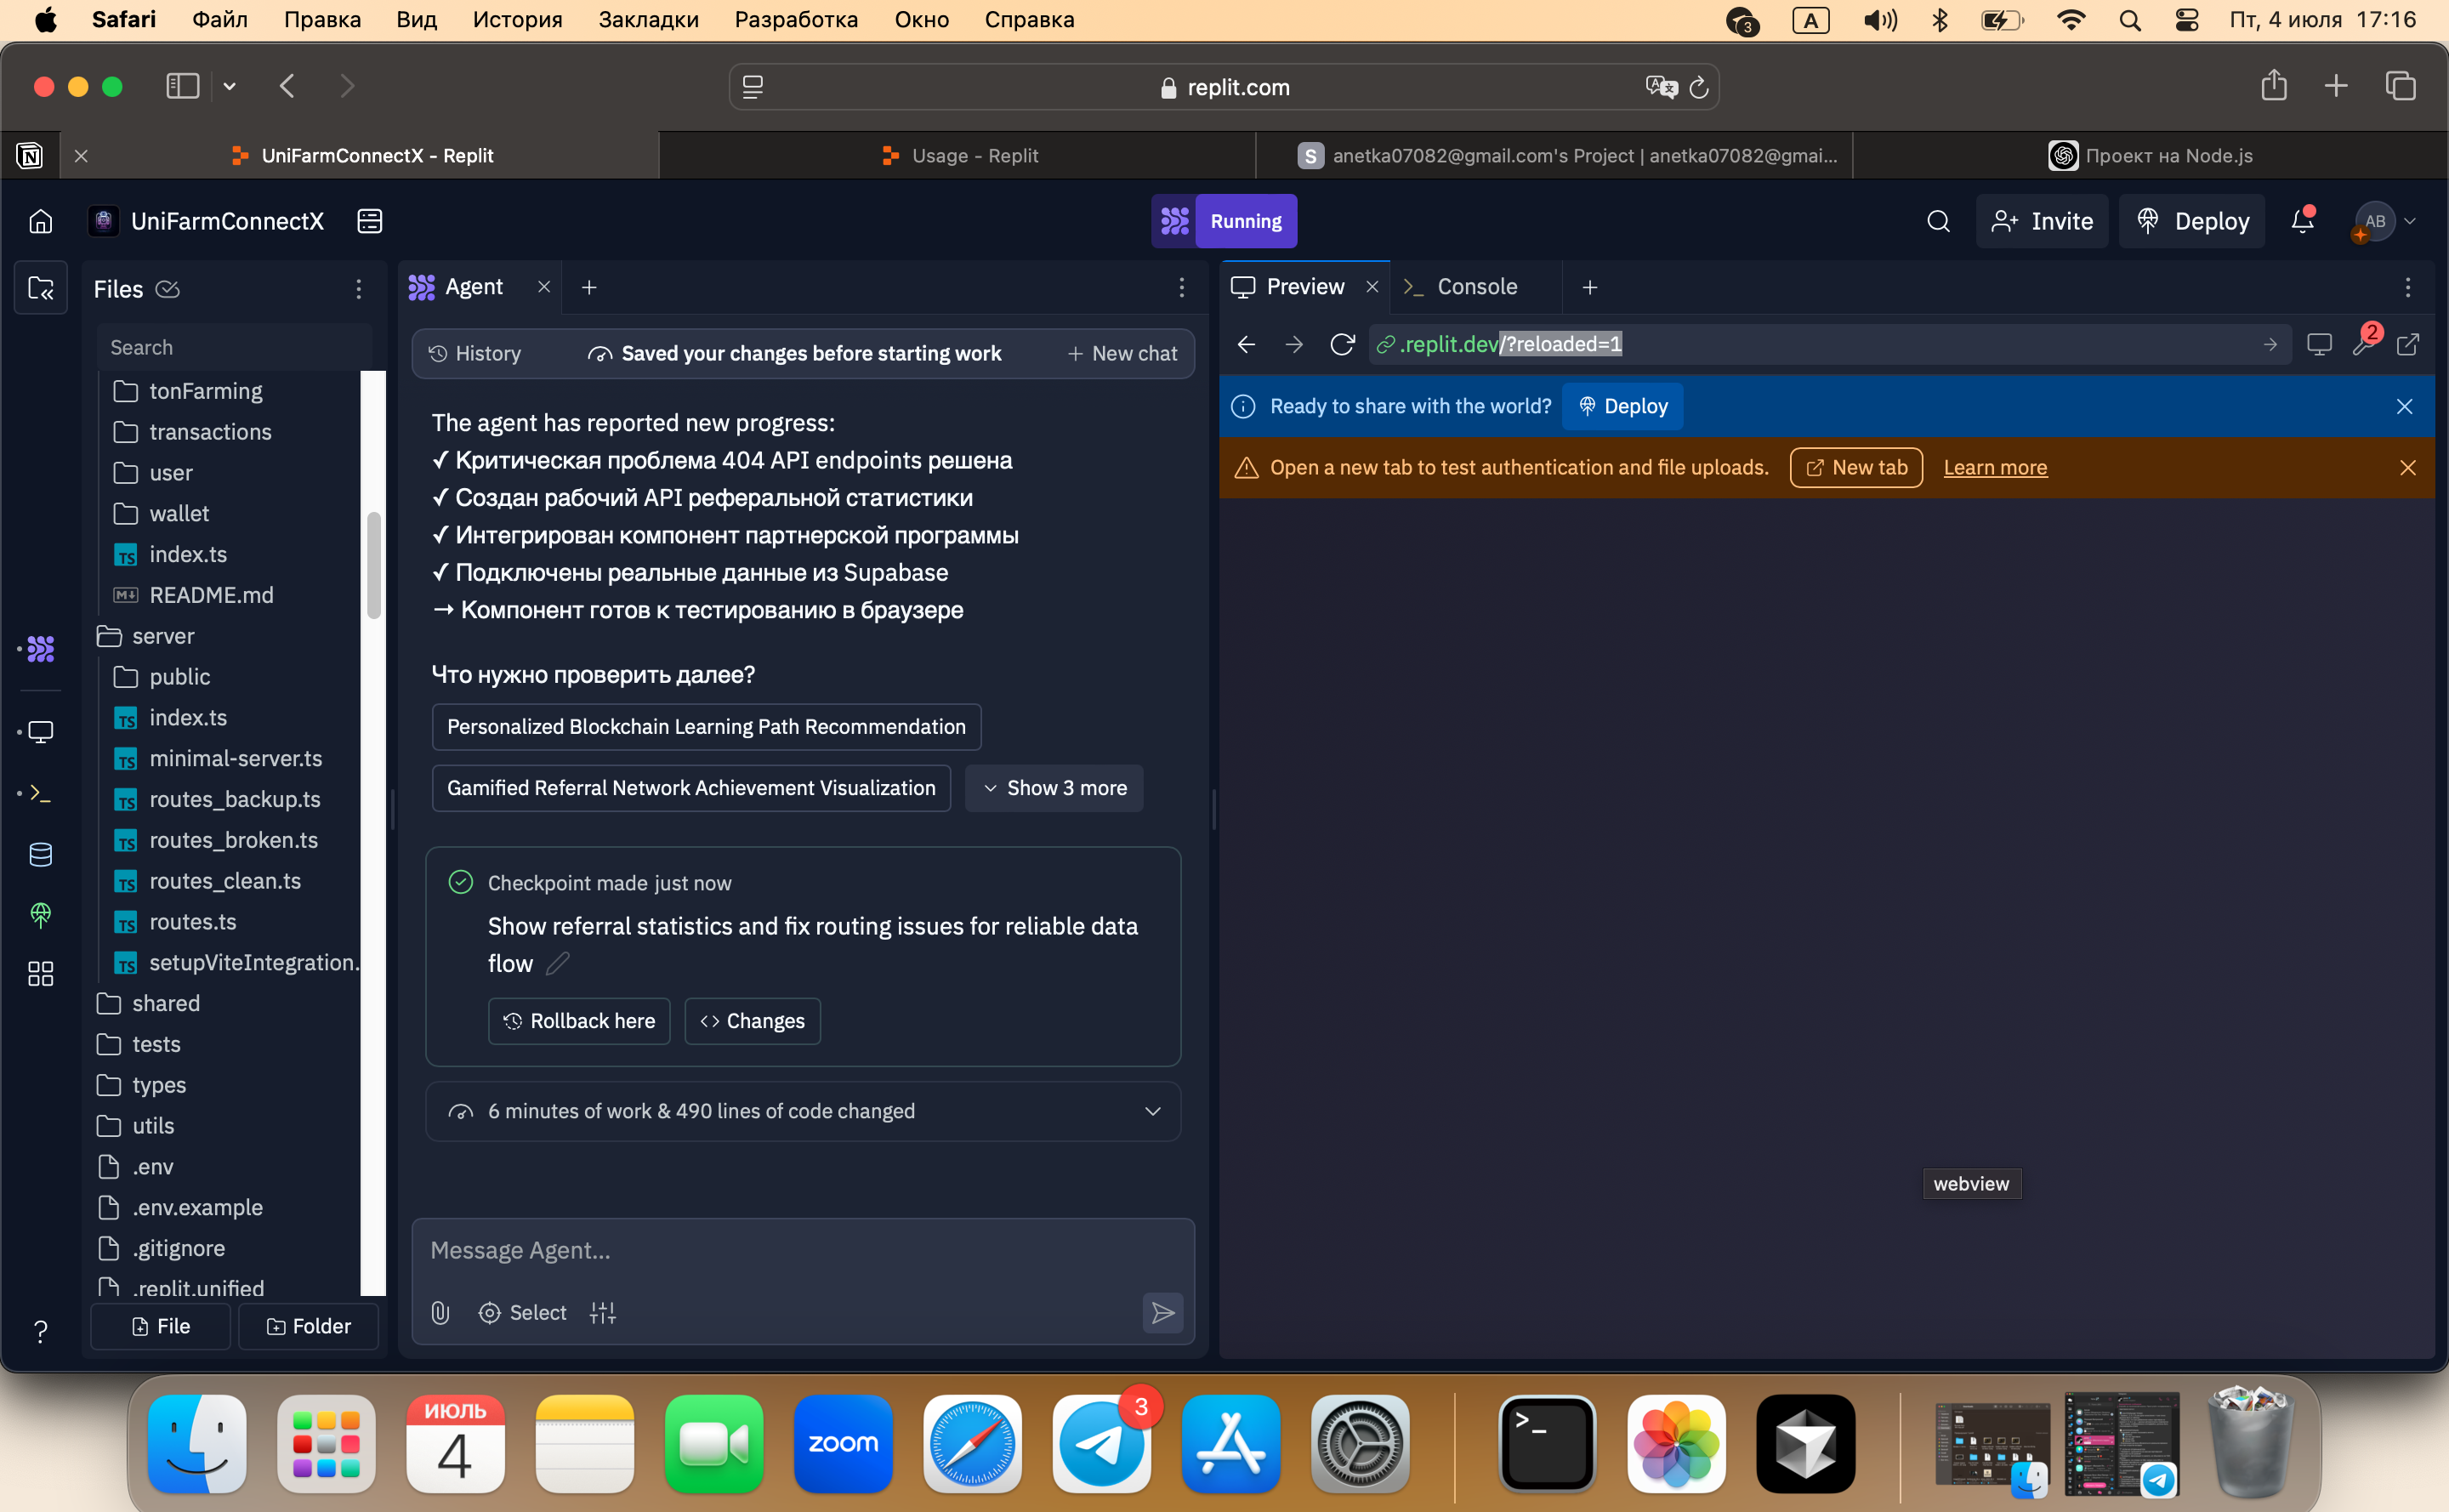 Safari Файл Правка Вид История Закладки Разработка Окно Справка 3 A Пт, 4 июля 17:16
replit.com
UniFarmConnectX - Replit
Usage - Replit
S anetka07082@gmail.com's Project | anetka07082@gmai...
Проект на Node.js
UniFarmConnectX
Running
Invite
Deploy
AB
Files
Search
tonFarming
transactions
user
wallet
TS index.ts
M↓ README.md
server
public
TS index.ts
TS minimal-server.ts
TS routes_backup.ts
TS routes_broken.ts
TS routes_clean.ts
TS routes.ts
TS setupViteIntegration.
shared
tests
types
utils
.env
.env.example
.gitignore
.replit.unified
File
Folder
Agent
History
Saved your changes before starting work
New chat
The agent has reported new progress:
✓ Критическая проблема 404 API endpoints решена
✓ Создан рабочий API реферальной статистики
✓ Интегрирован компонент партнерской программы
✓ Подключены реальные данные из Supabase
→ Компонент готов к тестированию в браузере
Что нужно проверить далее?
Personalized Blockchain Learning Path Recommendation
Gamified Referral Network Achievement Visualization
Show 3 more
Checkpoint made just now
Show referral statistics and fix routing issues for reliable data
flow
Rollback here
Changes
6 minutes of work & 490 lines of code changed
Message Agent...
Select
Preview
Console
.replit.dev/?reloaded=1
2
Ready to share with the world?
Deploy
Open a new tab to test authentication and file uploads.
New tab
Learn more
webview
ИЮЛЬ
4
zoom
3